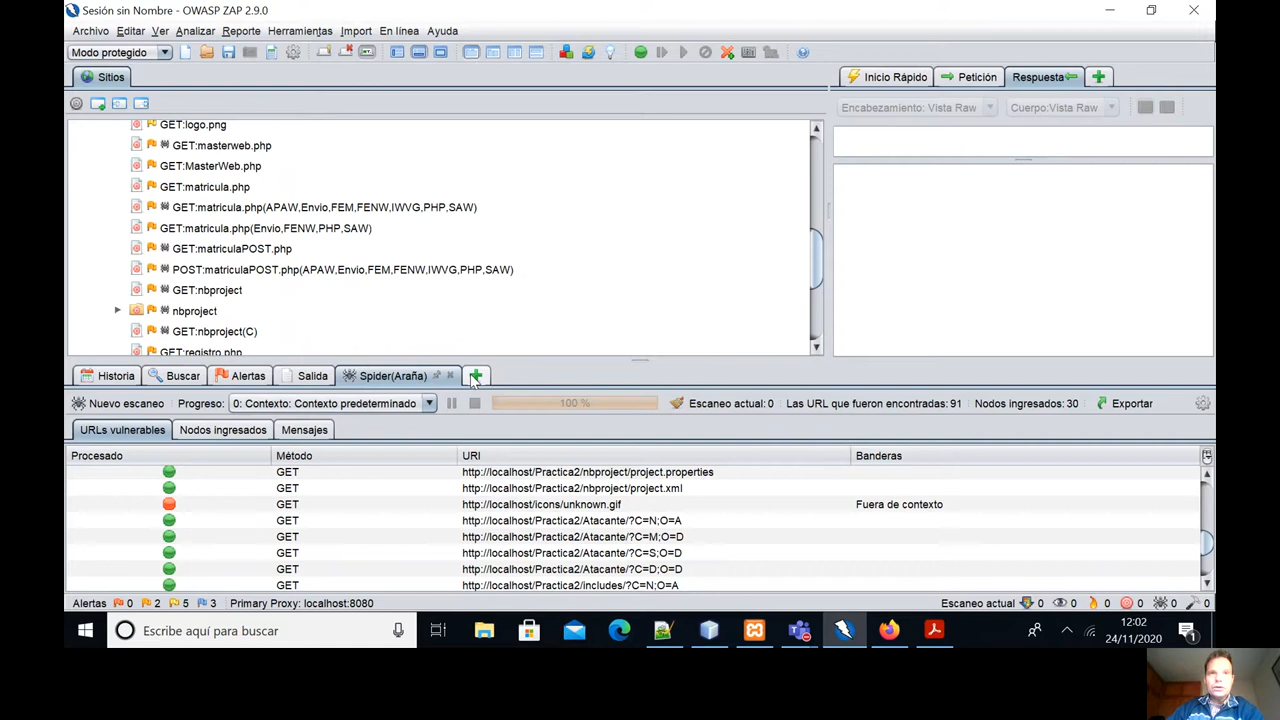 Sesión sin Nombre - OWASP ZAP 2.9.0
Archivo Editar Ver Analizar Reporte Herramientas Import En línea Ayuda
Modo protegido
Sitios
Inicio Rápido Petición Respuesta
Encabezamiento: Vista Raw Cuerpo:Vista Raw
GET:logo.png
GET:masterweb.php
GET:MasterWeb.php
GET:matricula.php
GET:matricula.php(APAW,Envio,FEM,FENW,IWVG,PHP,SAW)
GET:matricula.php(Envio,FENW,PHP,SAW)
GET:matriculaPOST.php
POST:matriculaPOST.php(APAW,Envio,FEM,FENW,IWVG,PHP,SAW)
GET:nbproject
nbproject
GET:nbproject(C)
GET:registro.php
Historia Buscar Alertas Salida Spider(Araña)
Nuevo escaneo Progreso: 0: Contexto: Contexto predeterminado 100 % Escaneo actual:0 Las URL que fueron encontradas: 91 Nodos ingresados: 30 Exportar
URLs vulnerables Nodos ingresados Mensajes
Procesado Método URI Banderas
GET http://localhost/Practica2/nbproject/project.properties
GET http://localhost/Practica2/nbproject/project.xml
GET http://localhost/icons/unknown.gif Fuera de contexto
GET http://localhost/Practica2/Atacante/?C=N;O=A
GET http://localhost/Practica2/Atacante/?C=M;O=D
GET http://localhost/Practica2/Atacante/?C=S;O=D
GET http://localhost/Practica2/Atacante/?C=D;O=D
GET http://localhost/Practica2/includes/?C=N;O=A
Alertas 0 2 5 3 Primary Proxy: localhost:8080 Escaneo actual 0 0 0 0 0 0
Escribe aquí para buscar
12:02
24/11/2020
1